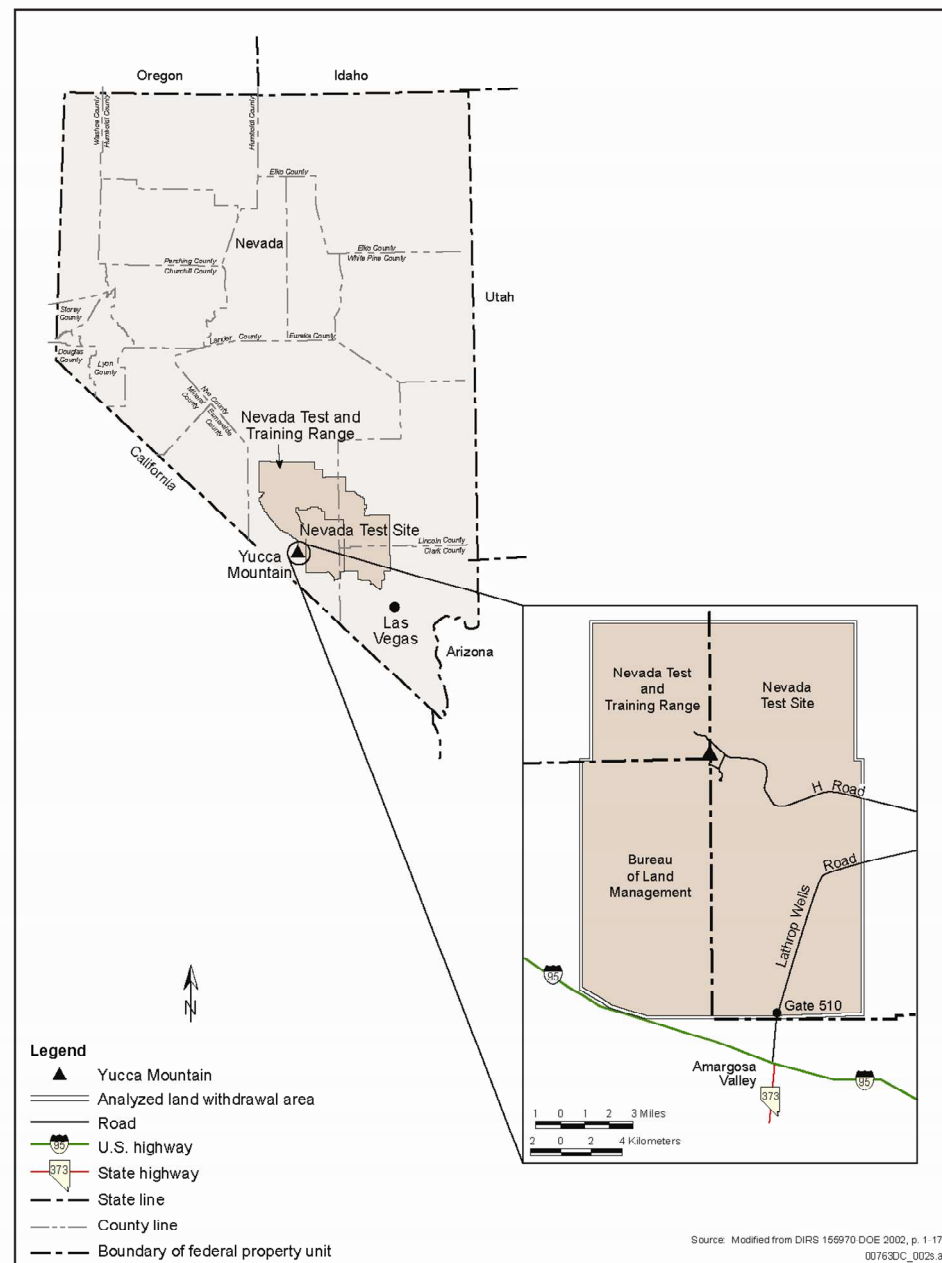 Oregon
Idaho
Washoe County
Humboldt County
Humboldt County
Elko County
Nevada
Pershing County
Churchill County
Elko County
White Pine County
Utah
Storey
County
Douglas
County
Lyon
County
Lander County
Eureka County
Nye County
Mineral
County
Esmeralda
County
Nevada Test and
Training Range
California
Nevada Test Site
Lincoln County
Clark County
Yucca
Mountain
Las
Vegas
Arizona
Nevada Test
and
Training Range
Nevada
Test Site
H Road
Bureau
of Land
Management
Lathrop Wells Road
95
Gate 510
Amargosa
Valley
95
373
1 0 1 2 3 Miles
2 0 2 4 Kilometers
N
Legend
Yucca Mountain
Analyzed land withdrawal area
Road
95 U.S. highway
373 State highway
State line
County line
Boundary of federal property unit
Source: Modified from DIRS 155970-DOE 2002, p. 1-17
00763DC_002s.a